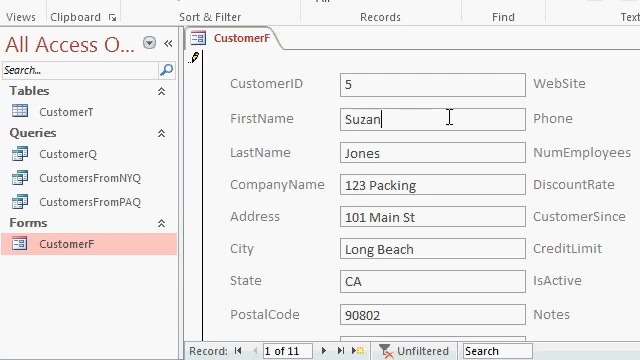 Views Clipboard Sort & Filter Records Find
All Access O... «
CustomerF
Search...
Tables
CustomerT
Queries
CustomerQ
CustomersFromNYQ
CustomersFromPAQ
Forms
CustomerF
CustomerID 5 WebSite
FirstName Suzan Phone
LastName Jones NumEmployees
CompanyName 123 Packing DiscountRate
Address 101 Main St CustomerSince
City Long Beach CreditLimit
State CA IsActive
PostalCode 90802 Notes
Record: 1 of 11 Unfiltered Search